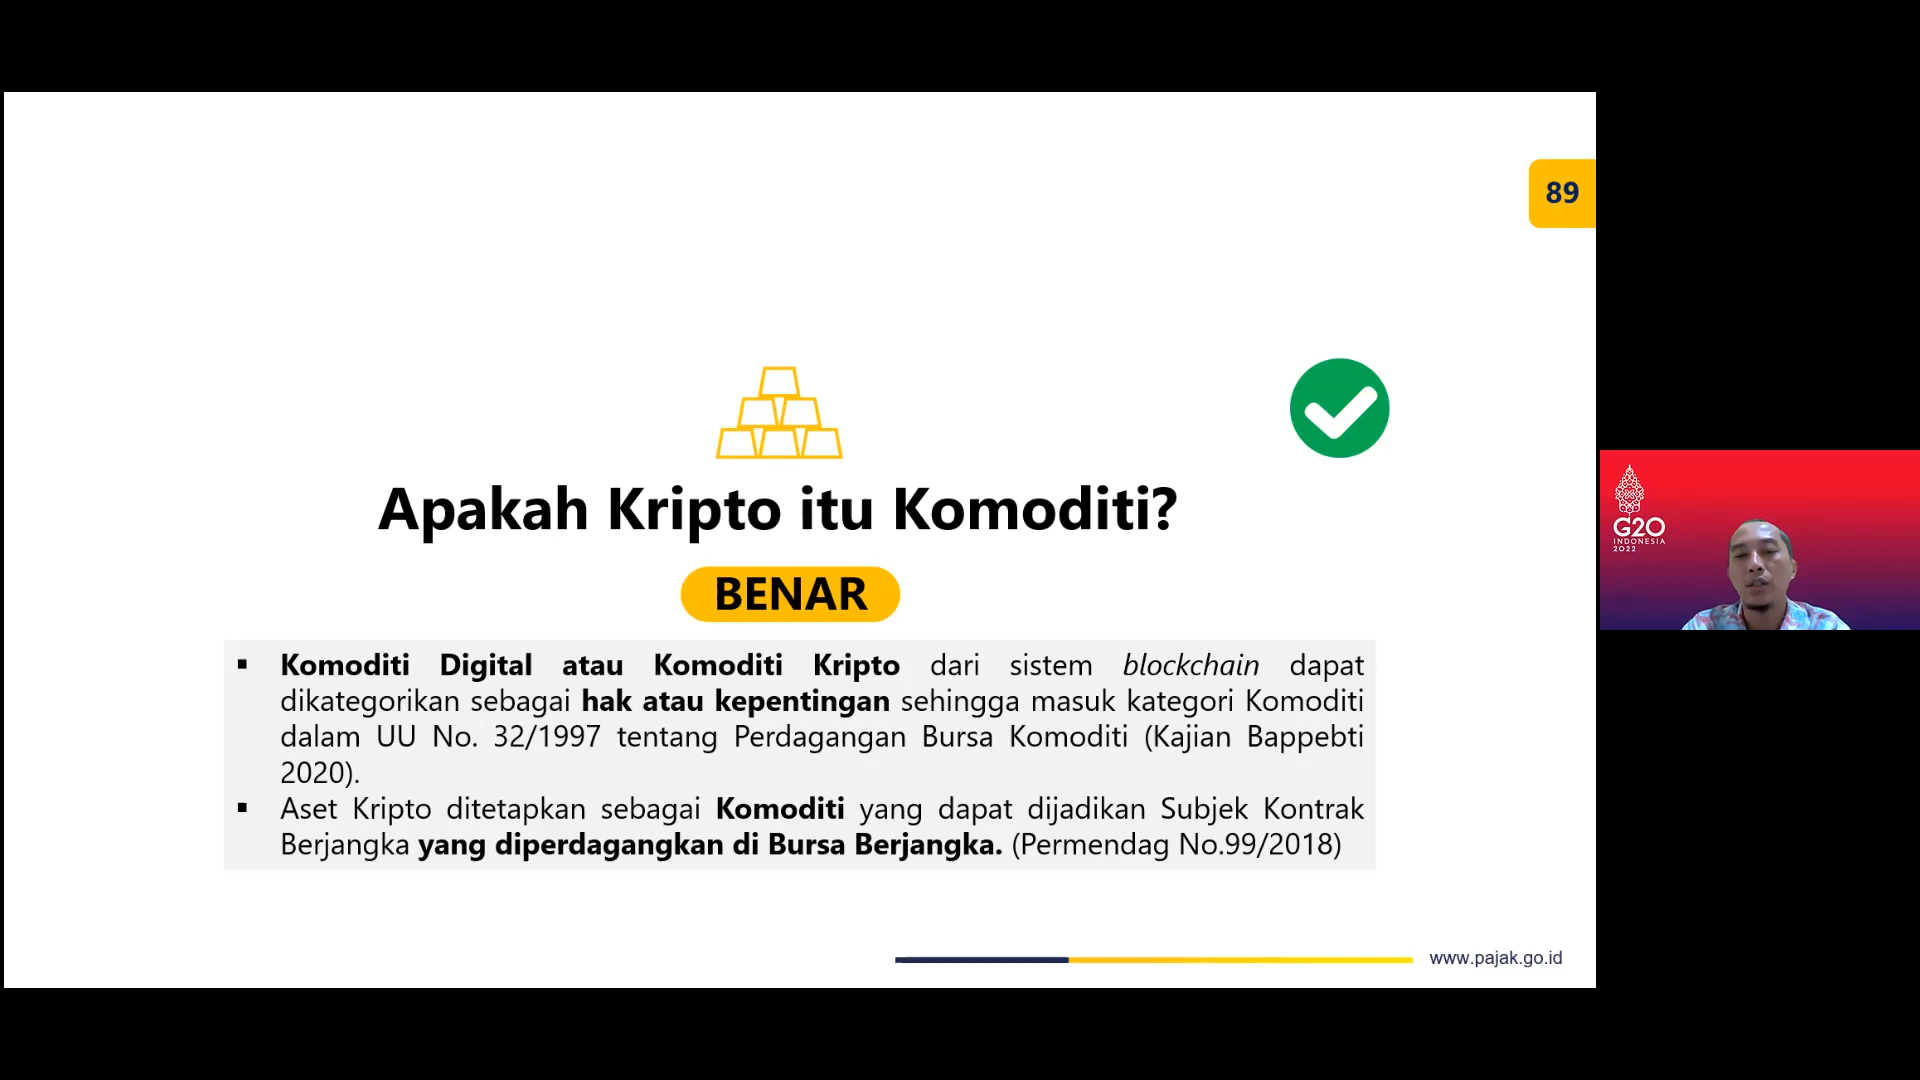 89
Apakah Kripto itu Komoditi?
BENAR
▪ Komoditi Digital atau Komoditi Kripto dari sistem blockchain dapat
dikategorikan sebagai hak atau kepentingan sehingga masuk kategori Komoditi
dalam UU No. 32/1997 tentang Perdagangan Bursa Komoditi (Kajian Bappebti
2020).
▪ Aset Kripto ditetapkan sebagai Komoditi yang dapat dijadikan Subjek Kontrak
Berjangka yang diperdagangkan di Bursa Berjangka. (Permendag No.99/2018)
www.pajak.go.id
G20
INDONESIA
2022